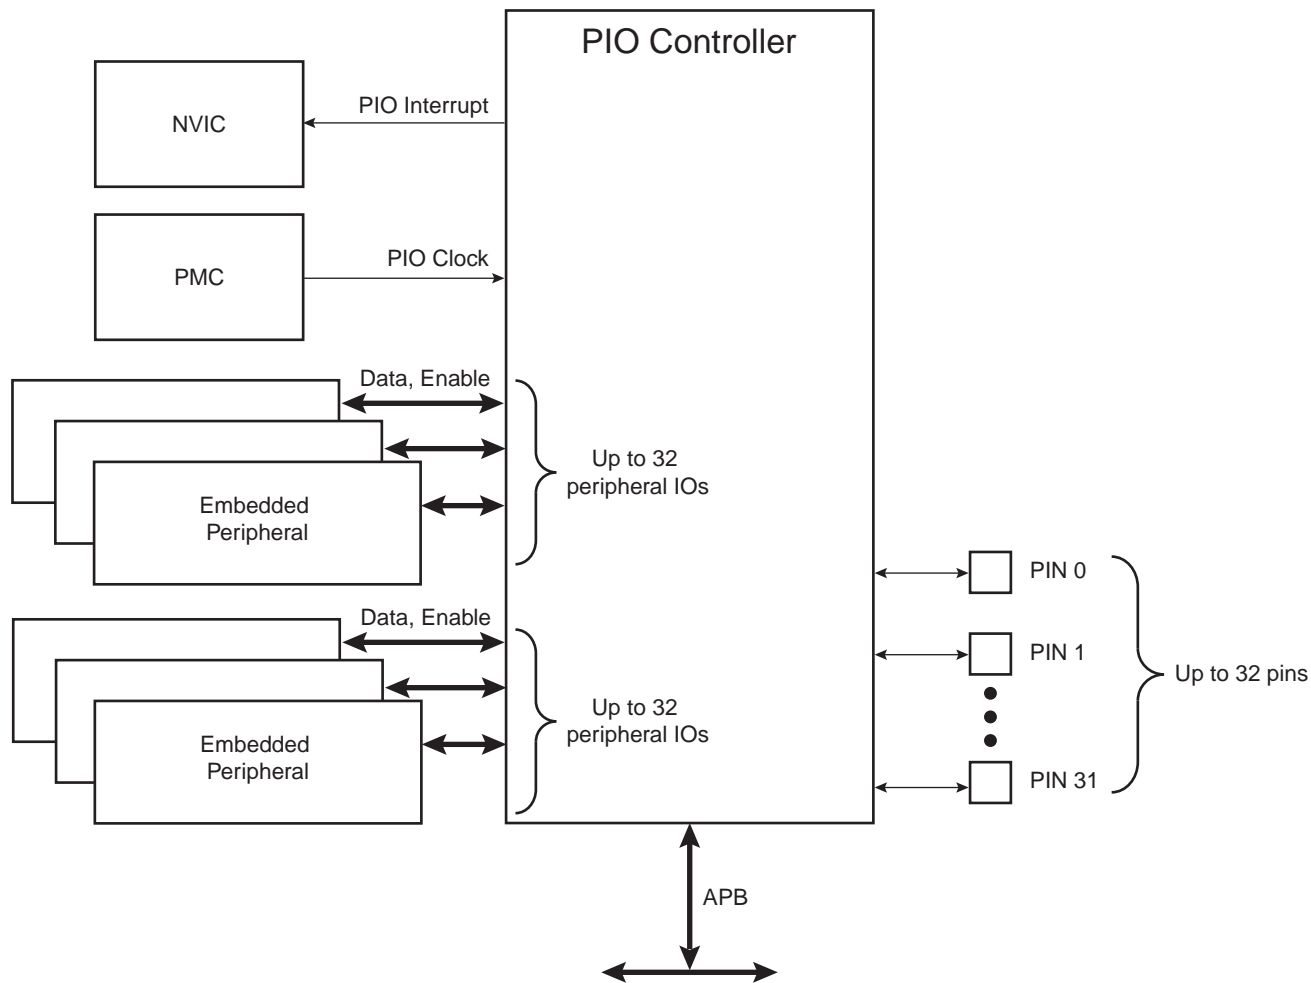 PIO Controller
PIO Interrupt
NVIC
PIO Clock
PMC
Data, Enable
Up to 32
peripheral IOs
Embedded
Peripheral
PIN 0
Data, Enable
PIN 1
Up to 32 pins
Up to 32
peripheral IOs
Embedded
Peripheral
PIN 31
APB